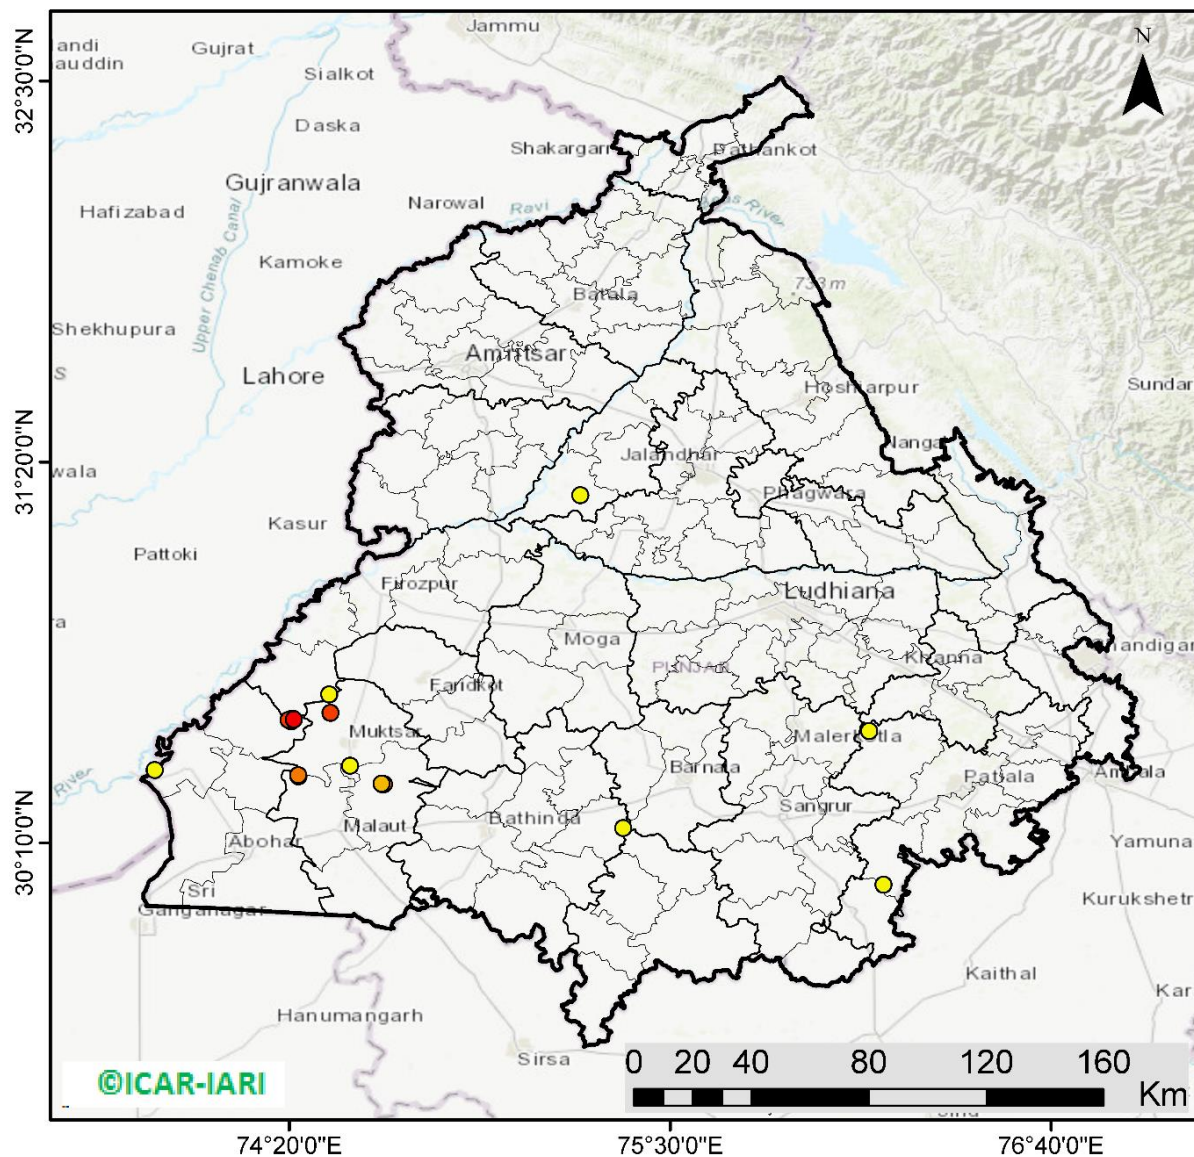 Jammu
N
andi
auddin
Gujrat
Sialkot
32°30'0"N
Daska
Shakargarh
Pathankot
Gujranwala
Hafizabad
Narowal
Ravi
River
Upper Chenab Canal
Kamoke
733 m
Batala
Shekhupura
Amritsar
S
Lahore
Hoshiarpur
Sundar
Nanga
31°20'0"N
wala
Jalandhar
Phagwara
Kasur
Pattoki
Firozpur
Ludhiana
a
Moga
Chandigar
Khanna
PUNJAB
Faridkot
Muktsar
Malerkotla
River
Barnala
Patiala
Ambala
Sangrur
Bathinda
Malaut
30°10'0"N
Abohar
Yamuna
Sri
Ganganagar
Kurukshetr
Kaithal
Kar
Hanumangarh
Sirsa
0 20 40 80 120 160
Km
©ICAR-IARI
74°20'0"E 75°30'0"E 76°40'0"E